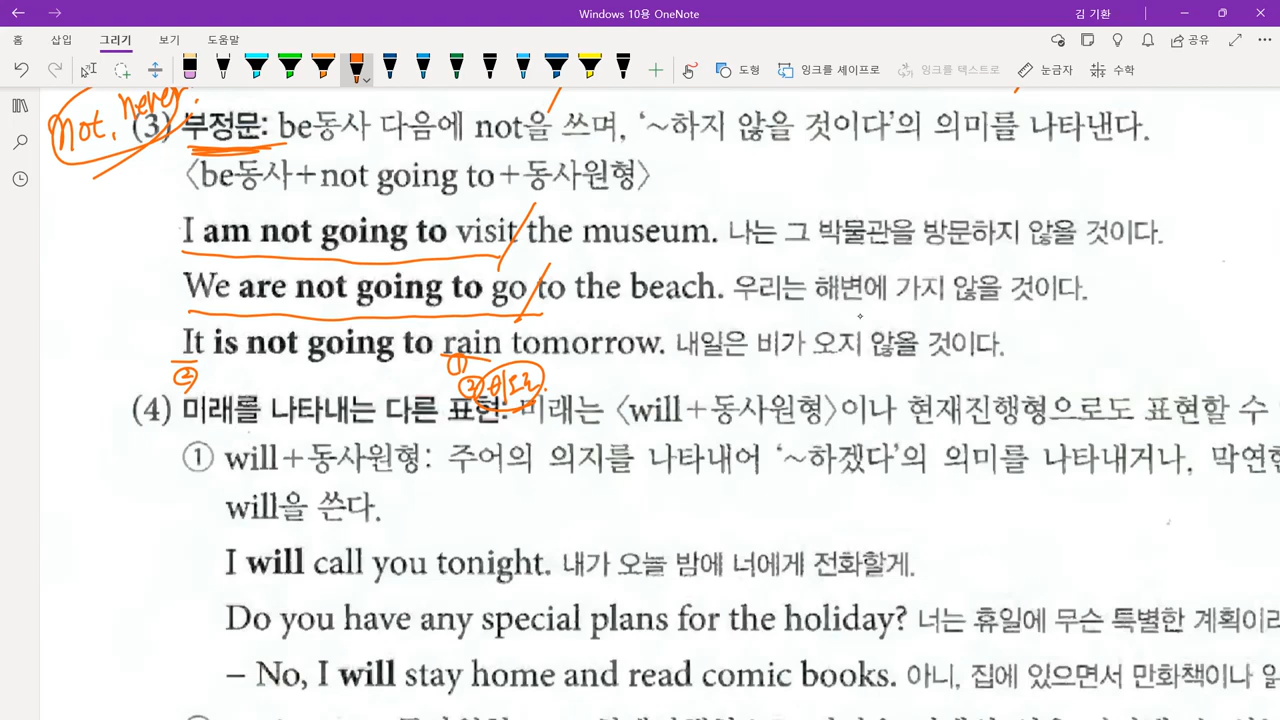 Windows 10용 OneNote
김 기환
홈 삽입 그리기 보기 도움말
공유
도형 잉크를 셰이프로 잉크를 텍스트로 눈금자 수학
not, never.
(3) 부정문: be동사 다음에 not을 쓰며, ‘~하지 않을 것이다’의 의미를 나타낸다.
〈be동사+not going to+동사원형〉
I am not going to visit the museum. 나는 그 박물관을 방문하지 않을 것이다.
We are not going to go to the beach. 우리는 해변에 가지 않을 것이다.
It is not going to rain tomorrow. 내일은 비가 오지 않을 것이다.
① 
② ②
(4) 미래를 나타내는 다른 표현: 미래는 〈will+동사원형〉이나 현재진행형으로도 표현할 수
① will+동사원형: 주어의 의지를 나타내어 ‘~하겠다’의 의미를 나타내거나, 막연한
will을 쓴다.
I will call you tonight. 내가 오늘 밤에 너에게 전화할게.
Do you have any special plans for the holiday? 너는 휴일에 무슨 특별한 계획이라
– No, I will stay home and read comic books. 아니, 집에 있으면서 만화책이나 읽